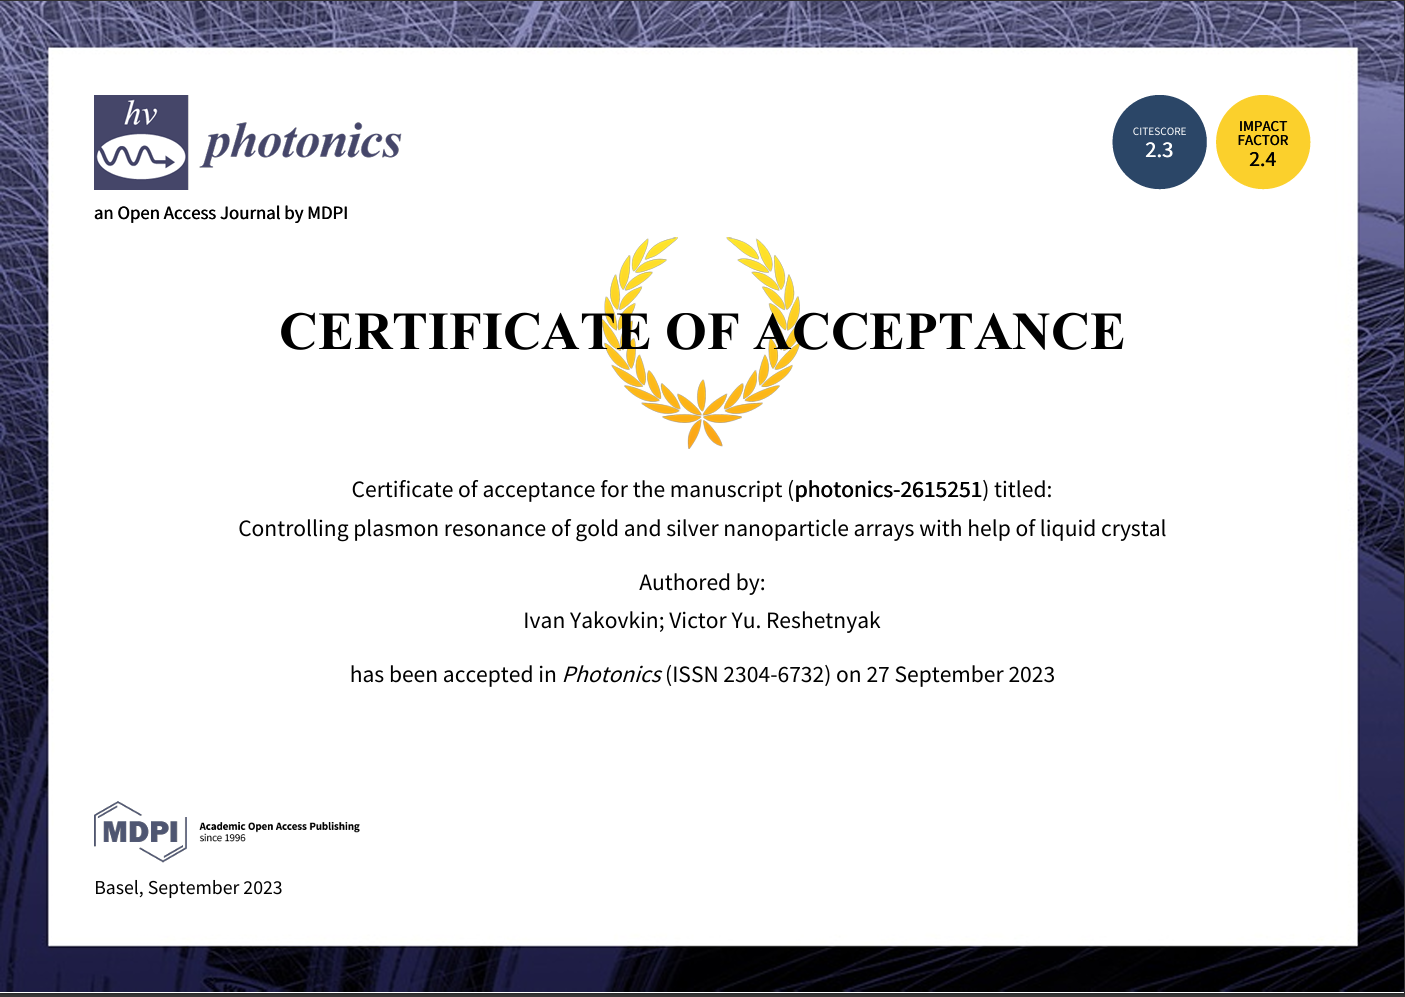 hv
photonics
an Open Access Journal by MDPI
CITESCORE
2.3
IMPACT
FACTOR
2.4
CERTIFICATE OF ACCEPTANCE
Certificate of acceptance for the manuscript (photonics-2615251) titled:
Controlling plasmon resonance of gold and silver nanoparticle arrays with help of liquid crystal
Authored by:
Ivan Yakovkin; Victor Yu. Reshetnyak
has been accepted in Photonics (ISSN 2304-6732) on 27 September 2023
MDPI
Academic Open Access Publishing
since 1996
Basel, September 2023